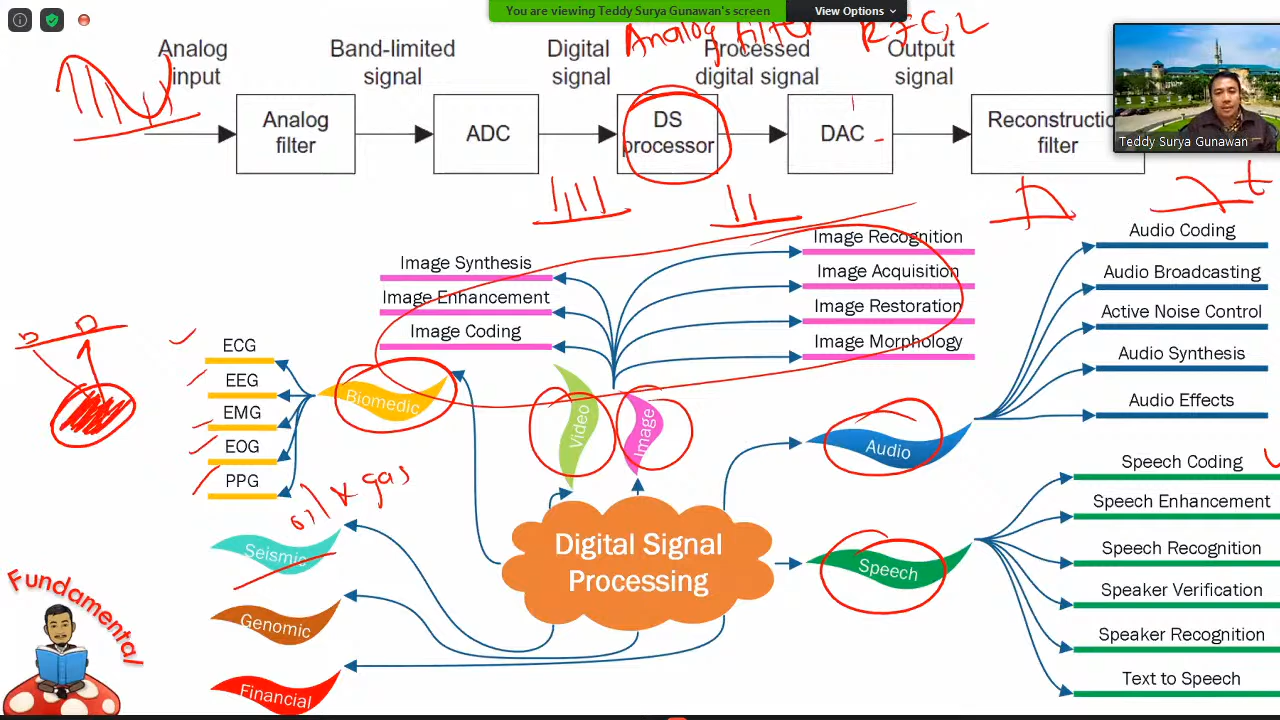 You are viewing Teddy Surya Gunawan's screen
View Options
Analog filter R, C, L
Analog input
Band-limited signal
Digital signal
Processed digital signal
Output signal
Analog filter
ADC
DS processor
DAC
Reconstructio
filter
Teddy Surya Gunawan
t
Image Synthesis
Image Enhancement
Image Coding
Image Recognition
Image Acquisition
Image Restoration
Image Morphology
Audio Coding
Audio Broadcasting
Active Noise Control
Audio Synthesis
Audio Effects
ECG
EEG
EMG
EOG
PPG
Biomedic
Video
Image
Audio
Speech Coding
Speech Enhancement
Speech Recognition
Speaker Verification
Speaker Recognition
Text to Speech
oil & gas
Seismic
Genomic
Financial
Digital Signal
Processing
Speech
Fundamental